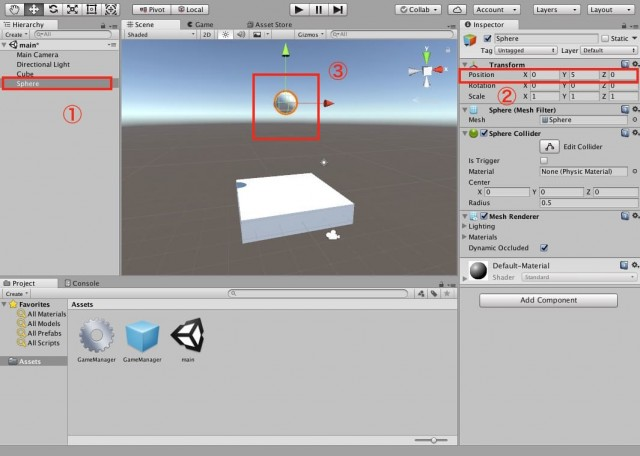 Pivot Local Collab Account Layers Layout
Hierarchy
Create All
main*
Main Camera
Directional Light
Cube
Sphere
①
Scene Game Asset Store
Shaded 2D Gizmos All
y
③
Inspector
Sphere Static
Tag Untagged Layer Default
Transform
Position X 0 Y 5 Z 0
Rotation X 0 Y 0 Z 0
Scale X 1 Y 1 Z 1
②
Sphere (Mesh Filter)
Mesh Sphere
Sphere Collider
Edit Collider
Is Trigger
Material None (Physic Material)
Center
X 0 Y 0 Z 0
Radius 0.5
Mesh Renderer
Lighting
Materials
Dynamic Occluded
Default-Material
Shader Standard
Add Component
Project Console
Create
Favorites
All Materials
All Models
All Prefabs
All Scripts
Assets
Assets
GameManager GameManager main